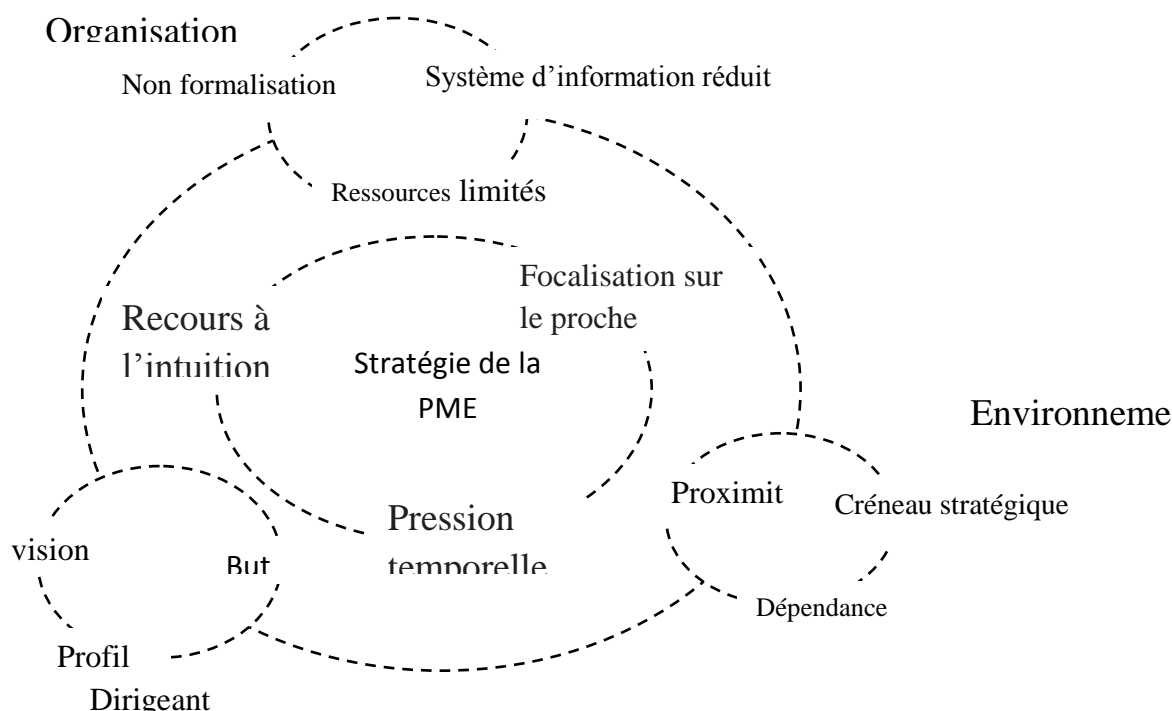 Organisation
Non formalisation
Système d'information réduit
Ressources limités
Focalisation sur
le proche
Recours à
l'intuition
Stratégie de la
PME
Environneme
Proximit
Créneau stratégique
Pression
temporelle
vision
But
Dépendance
Profil
Dirigeant